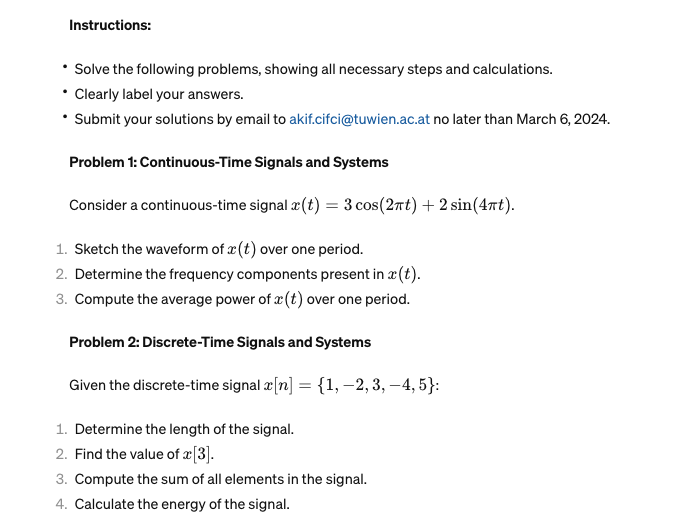 Instructions:
• Solve the following problems, showing all necessary steps and calculations.
• Clearly label your answers.
• Submit your solutions by email to akif.cifci@tuwien.ac.at no later than March 6, 2024.
Problem 1: Continuous-Time Signals and Systems
Consider a continuous-time signal x(t) = 3 cos(2πt) + 2 sin(4πt).
1. Sketch the waveform of x(t) over one period.
2. Determine the frequency components present in x(t).
3. Compute the average power of x(t) over one period.
Problem 2: Discrete-Time Signals and Systems
Given the discrete-time signal x[n] = {1, −2, 3, −4, 5}:
1. Determine the length of the signal.
2. Find the value of x[3].
3. Compute the sum of all elements in the signal.
4. Calculate the energy of the signal.